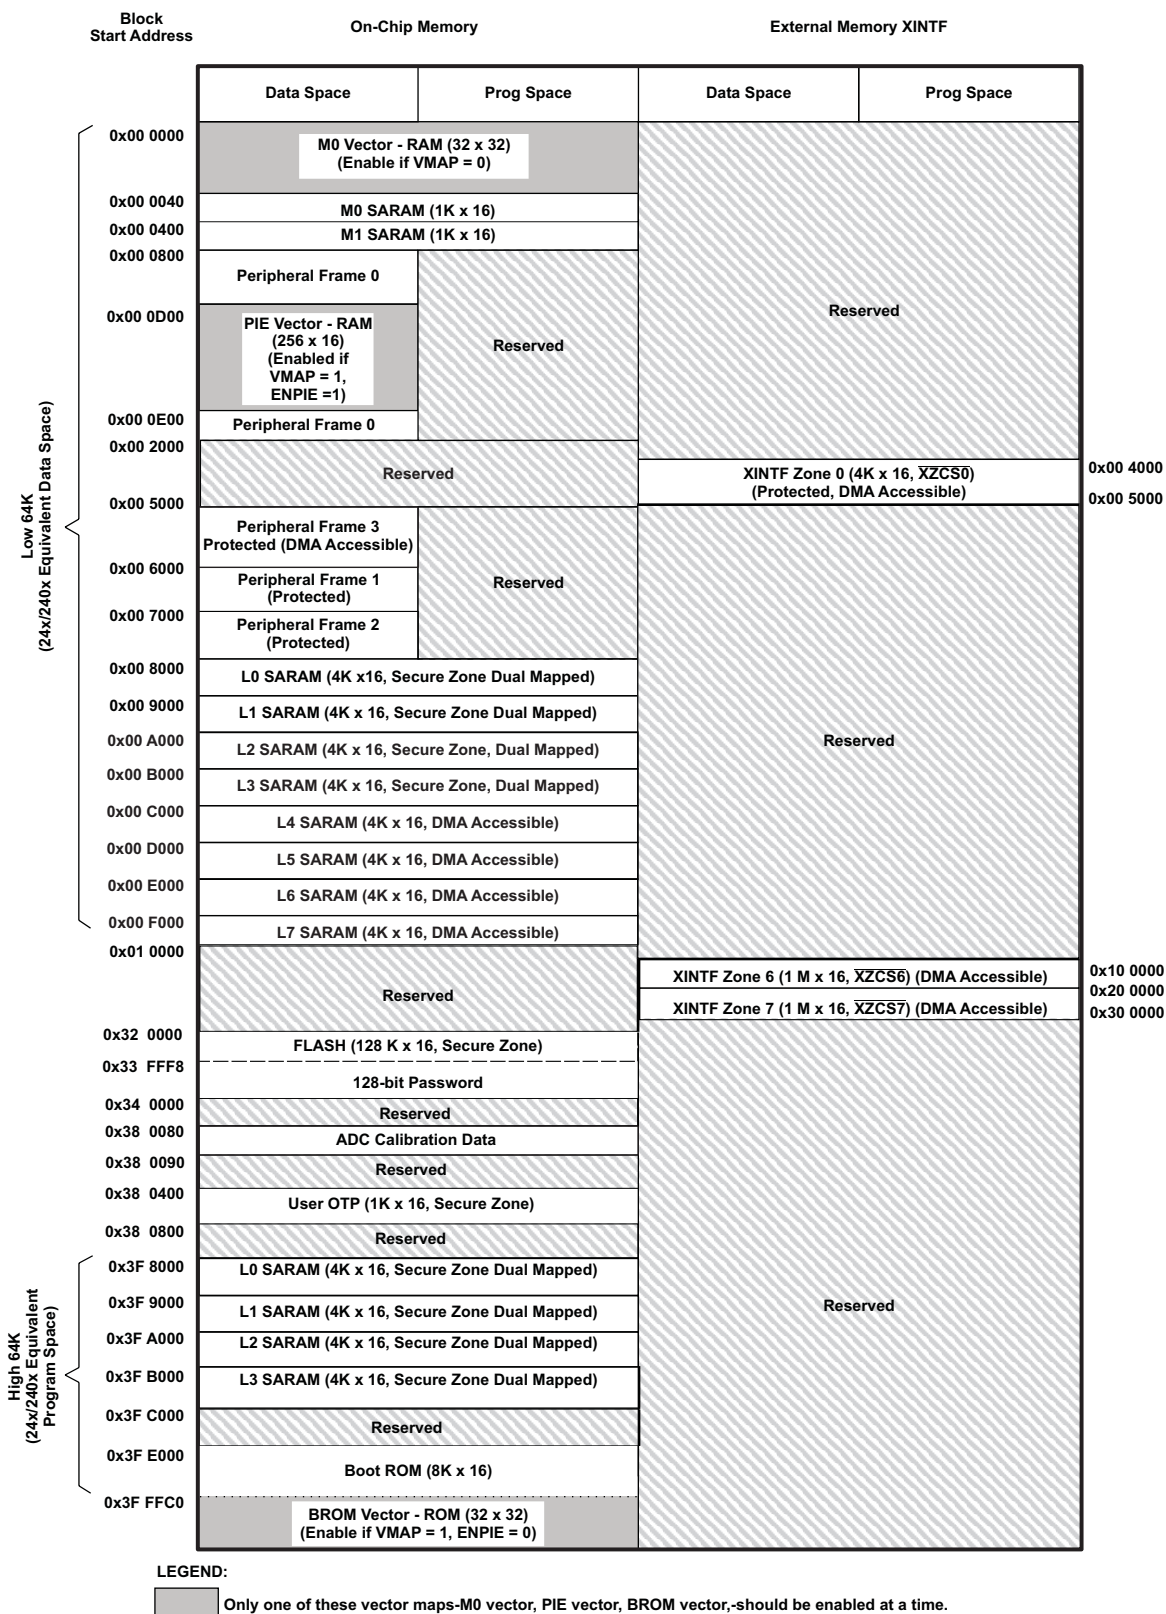 Block
Start Address
On-Chip Memory
External Memory XINTF
Data Space
Prog Space
Data Space
Prog Space
0x00 0000
M0 Vector - RAM (32 x 32)
(Enable if VMAP = 0)
0x00 0040
M0 SARAM (1K x 16)
0x00 0400
M1 SARAM (1K x 16)
0x00 0800
Peripheral Frame 0
0x00 0D00
PIE Vector - RAM
(256 x 16)
(Enabled if
VMAP = 1,
ENPIE =1)
Reserved
Reserved
0x00 0E00
Peripheral Frame 0
0x00 2000
Reserved
XINTF Zone 0 (4K x 16, XZCS0)
(Protected, DMA Accessible)
0x00 4000
0x00 5000
0x00 5000
Low 64K
(24x/240x Equivalent Data Space)
Peripheral Frame 3
Protected (DMA Accessible)
0x00 6000
Peripheral Frame 1
(Protected)
Reserved
0x00 7000
Peripheral Frame 2
(Protected)
0x00 8000
L0 SARAM (4K x16, Secure Zone Dual Mapped)
0x00 9000
L1 SARAM (4K x 16, Secure Zone Dual Mapped)
0x00 A000
L2 SARAM (4K x 16, Secure Zone, Dual Mapped)
Reserved
0x00 B000
L3 SARAM (4K x 16, Secure Zone, Dual Mapped)
0x00 C000
L4 SARAM (4K x 16, DMA Accessible)
0x00 D000
L5 SARAM (4K x 16, DMA Accessible)
0x00 E000
L6 SARAM (4K x 16, DMA Accessible)
0x00 F000
L7 SARAM (4K x 16, DMA Accessible)
0x01 0000
Reserved
XINTF Zone 6 (1 M x 16, XZCS6) (DMA Accessible)
0x10 0000
0x20 0000
XINTF Zone 7 (1 M x 16, XZCS7) (DMA Accessible)
0x30 0000
0x32 0000
FLASH (128 K x 16, Secure Zone)
0x33 FFF8
128-bit Password
0x34 0000
Reserved
0x38 0080
ADC Calibration Data
0x38 0090
Reserved
0x38 0400
User OTP (1K x 16, Secure Zone)
0x38 0800
Reserved
0x3F 8000
L0 SARAM (4K x 16, Secure Zone Dual Mapped)
0x3F 9000
L1 SARAM (4K x 16, Secure Zone Dual Mapped)
Reserved
0x3F A000
L2 SARAM (4K x 16, Secure Zone Dual Mapped)
High 64K
(24x/240x Equivalent
Program Space)
0x3F B000
L3 SARAM (4K x 16, Secure Zone Dual Mapped)
0x3F C000
Reserved
0x3F E000
Boot ROM (8K x 16)
0x3F FFC0
BROM Vector - ROM (32 x 32)
(Enable if VMAP = 1, ENPIE = 0)
LEGEND:
Only one of these vector maps-M0 vector, PIE vector, BROM vector,-should be enabled at a time.